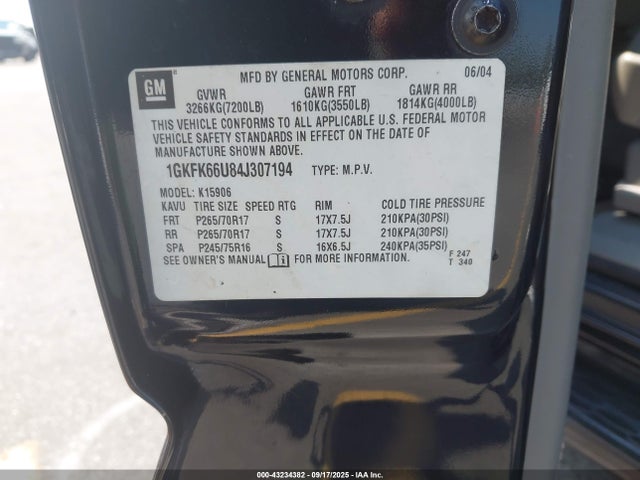 GM
MFD BY GENERAL MOTORS CORP. 06/04
GVWR GAWR FRT GAWR RR
3266KG(7200LB) 1610KG(3550LB) 1814KG(4000LB)
THIS VEHICLE CONFORMS TO ALL APPLICABLE U.S. FEDERAL MOTOR
VEHICLE SAFETY STANDARDS IN EFFECT ON THE DATE OF
MANUFACTURE SHOWN ABOVE.
1GKFK66U84J307194 TYPE: M.P.V.
MODEL: K15906
KAVU TIRE SIZE SPEED RTG RIM COLD TIRE PRESSURE
FRT P265/70R17 S 17X7.5J 210KPA(30PSI)
RR P265/70R17 S 17X7.5J 210KPA(30PSI)
SPA P245/75R16 S 16X6.5J 240KPA(35PSI)
SEE OWNER'S MANUAL FOR MORE INFORMATION.
F 247
T 340
000-43234382 - 09/17/2025 - IAA Inc.